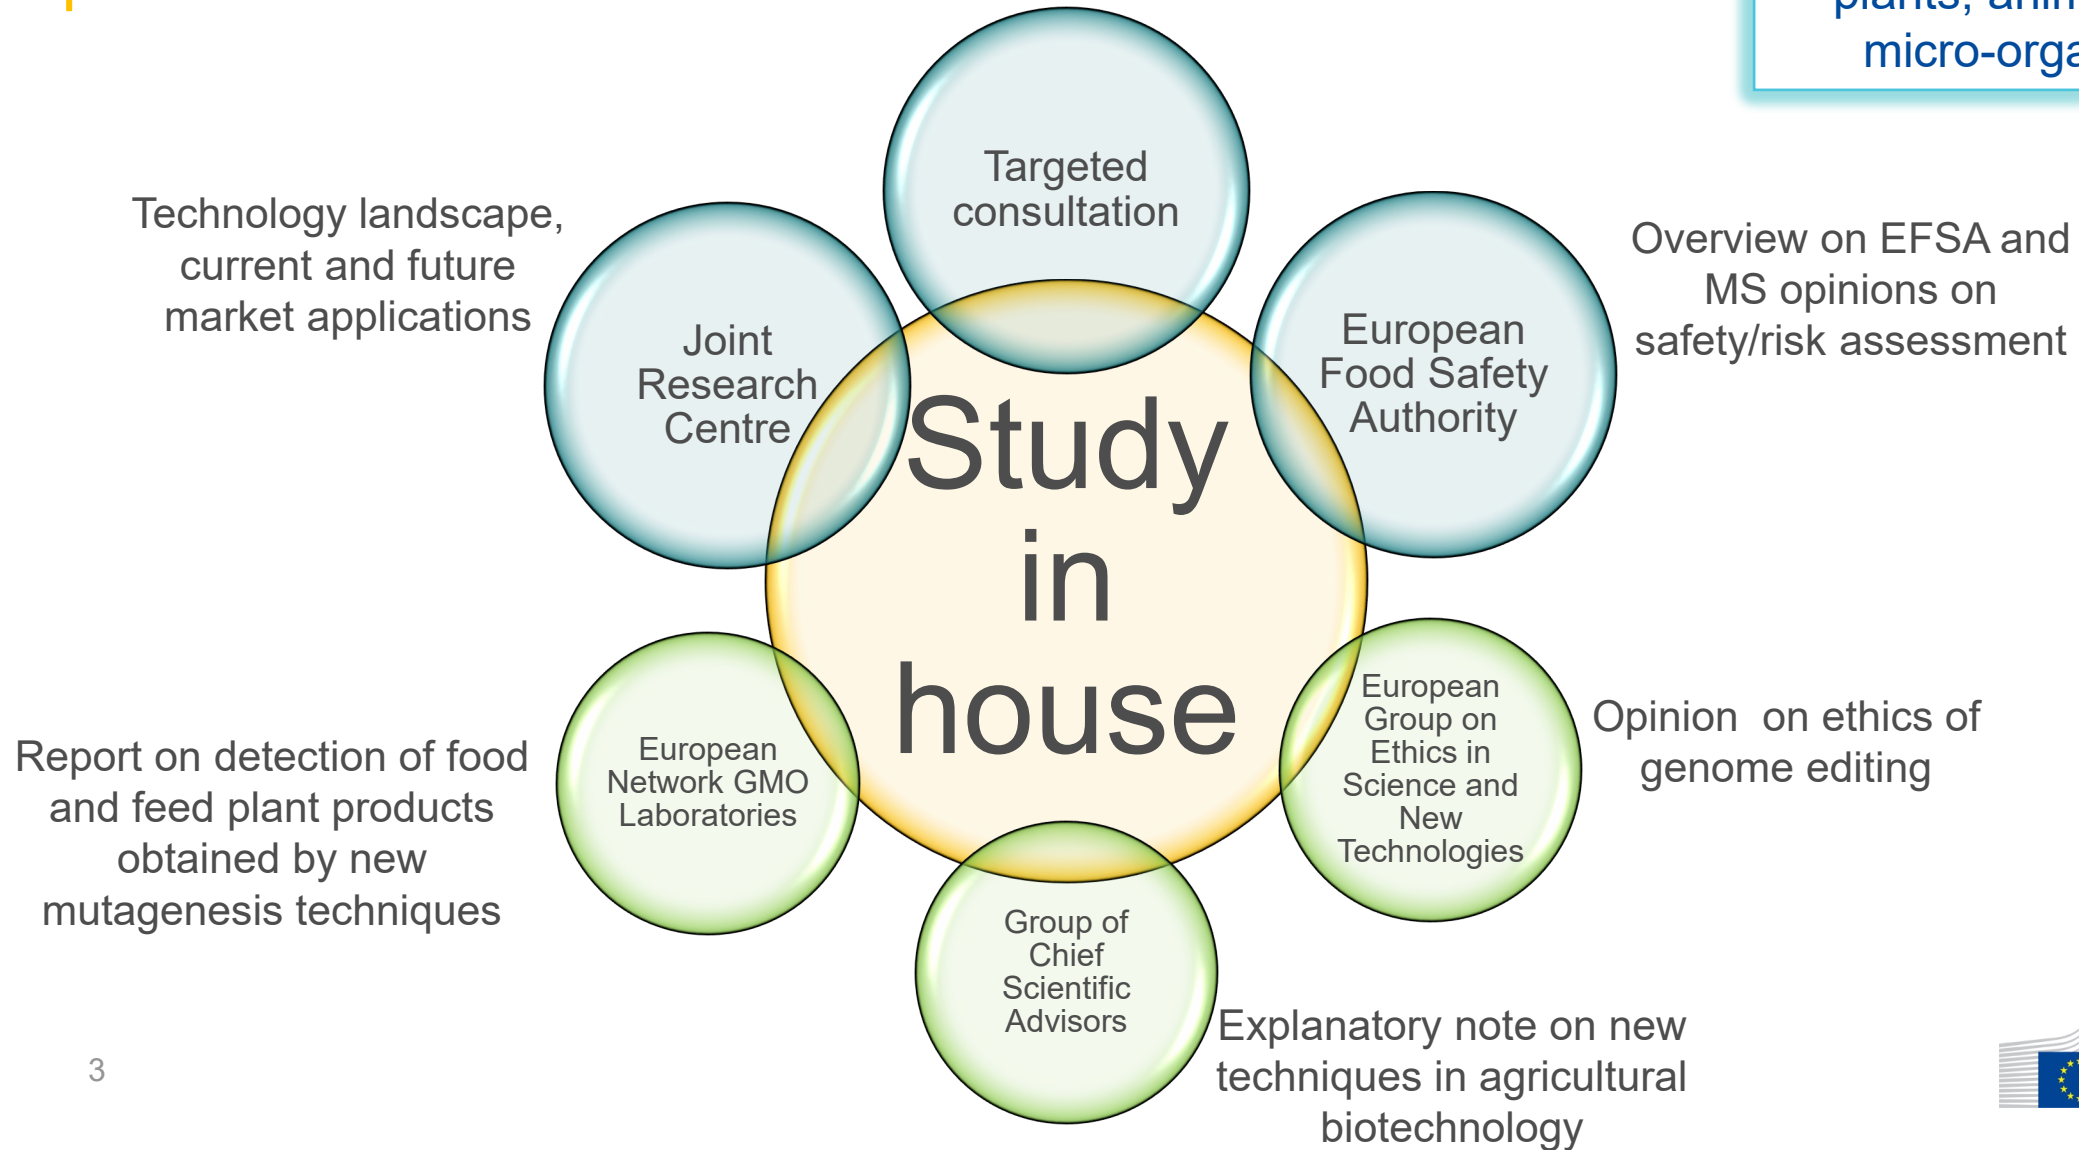 plants,
micro-orga
Targeted
consultation
Technology landscape,
current and future
market applications
Joint
Research
Centre
European
Food Safety
Authority
Overview on EFSA and
MS opinions on
safety/risk assessment
Study
in
house
European
Network GMO
Laboratories
Report on detection of food
and feed plant products
obtained by new
mutagenesis techniques
European
Group on
Ethics in
Science and
New
Technologies
Opinion on ethics of
genome editing
Group of
Chief
Scientific
Advisors
Explanatory note on new
techniques in agricultural
biotechnology
3